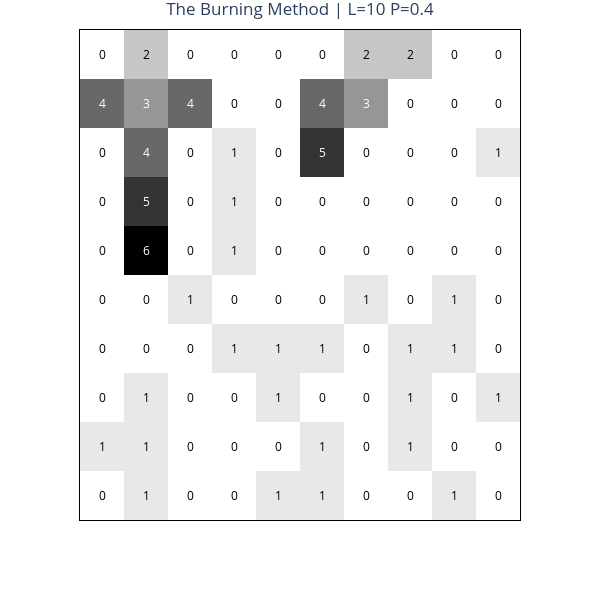 The Burning Method | L=10 P=0.4
0 2 0 0 0 0 2 2 0 0
4 3 4 0 0 4 3 0 0 0
0 4 0 1 0 5 0 0 0 1
0 5 0 1 0 0 0 0 0 0
0 6 0 1 0 0 0 0 0 0
0 0 1 0 0 0 1 0 1 0
0 0 0 1 1 1 0 1 1 0
0 1 0 0 1 0 0 1 0 1
1 1 0 0 0 1 0 1 0 0
0 1 0 0 1 1 0 0 1 0